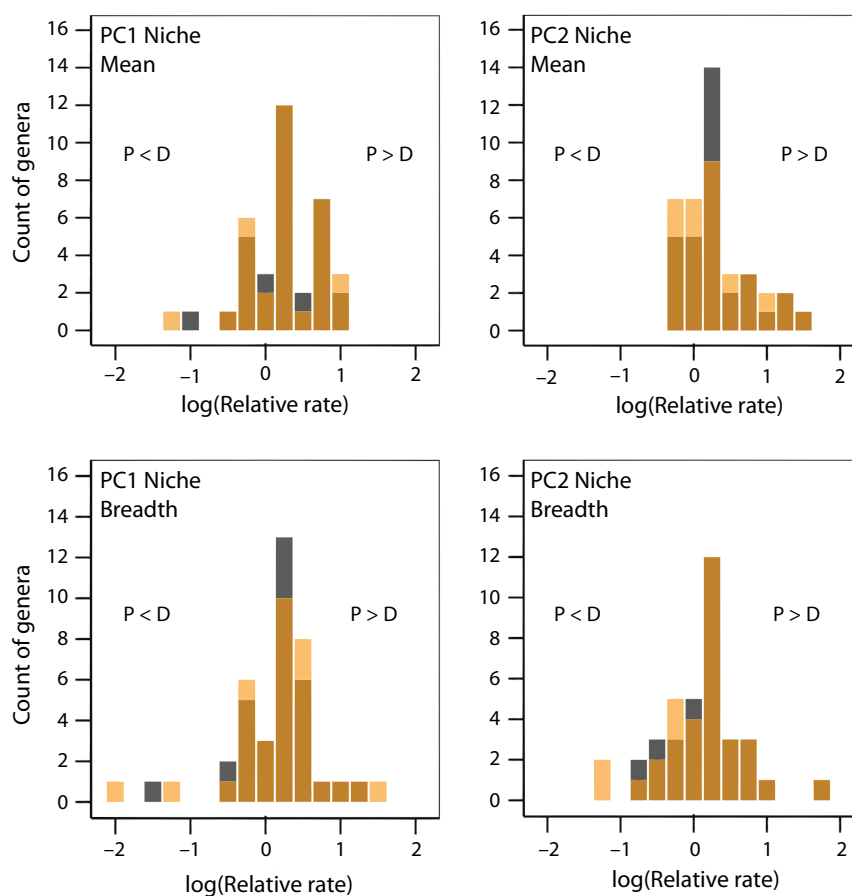 PC1 Niche
Mean
P < D
P > D
Count of genera
16
14
12
10
8
6
4
2
0
−2
−1
0
1
2
log(Relative rate)
PC2 Niche
Mean
P < D
P > D
16
14
12
10
8
6
4
2
0
−2
−1
0
1
2
log(Relative rate)
PC1 Niche
Breadth
P < D
P > D
Count of genera
16
14
12
10
8
6
4
2
0
−2
−1
0
1
2
log(Relative rate)
PC2 Niche
Breadth
P < D
P > D
16
14
12
10
8
6
4
2
0
−2
−1
0
1
2
log(Relative rate)